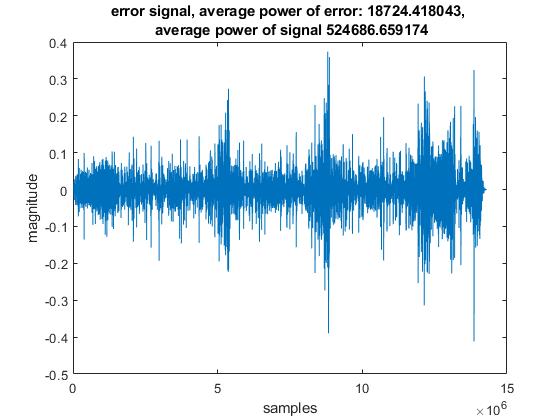 error signal, average power of error: 18724.418043,
average power of signal 524686.659174
0.4
0.3
0.2
0.1
0
-0.1
-0.2
-0.3
-0.4
-0.5
magnitude
0 5 10 15
samples
×10^6